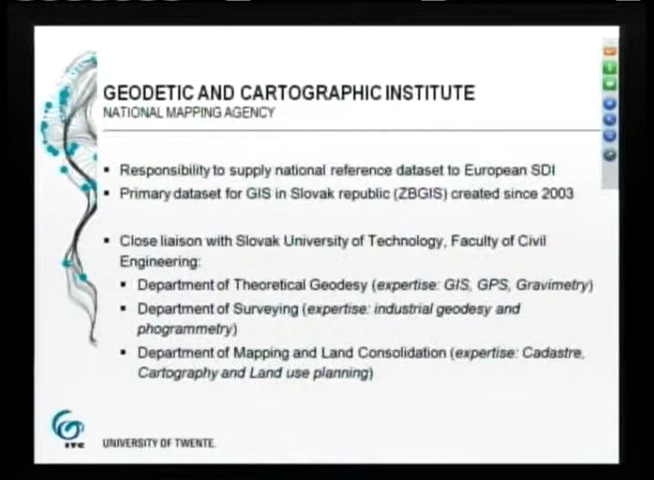 GEODETIC AND CARTOGRAPHIC INSTITUTE
NATIONAL MAPPING AGENCY
▪ Responsibility to supply national reference dataset to European SDI
▪ Primary dataset for GIS in Slovak republic (ZBGIS) created since 2003
▪ Close liaison with Slovak University of Technology, Faculty of Civil
Engineering:
▪ Department of Theoretical Geodesy (expertise: GIS, GPS, Gravimetry)
▪ Department of Surveying (expertise: industrial geodesy and
phogrammetry)
▪ Department of Mapping and Land Consolidation (expertise: Cadastre,
Cartography and Land use planning)
ITC
UNIVERSITY OF TWENTE.